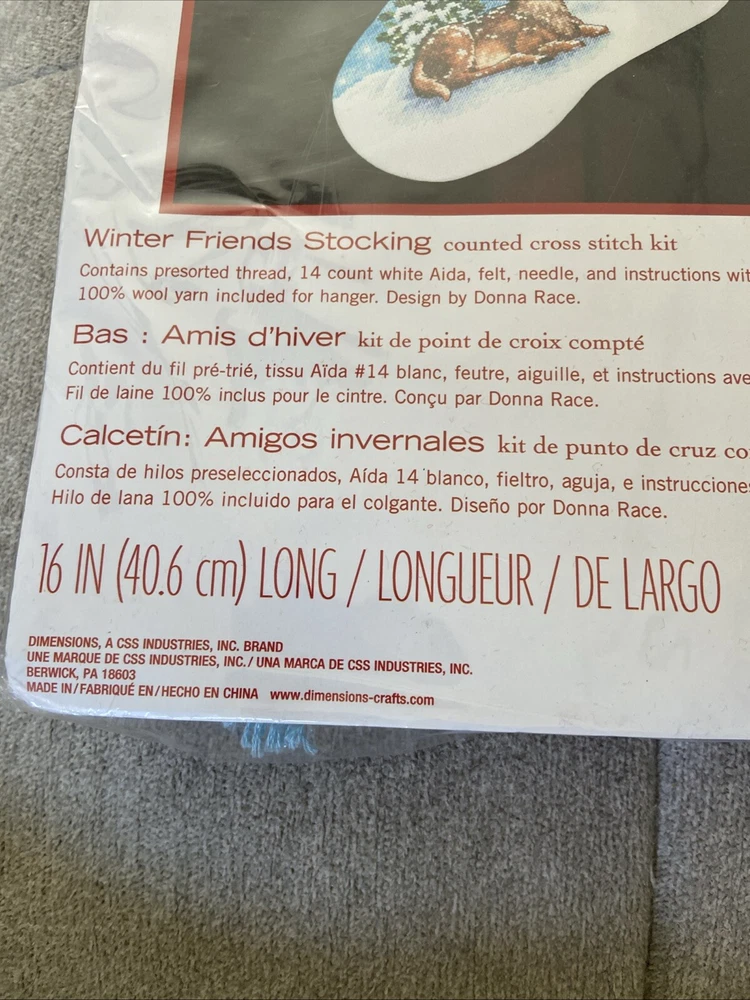 Winter Friends Stocking counted cross stitch kit
Contains presorted thread, 14 count white Aida, felt, needle, and instructions
100% wool yarn included for hanger. Design by Donna Race.
Bas : Amis d'hiver kit de point de croix compté
Contient du fil pré-trié, tissu Aïda #14 blanc, feutre, aiguille, et instructions
Fil de laine 100% inclus pour le cintre. Conçu par Donna Race.
Calcetín: Amigos invernales kit de punto de cruz
Consta de hilos preseleccionados, Aída 14 blanco, fieltro, aguja, e instrucciones
Hilo de lana 100% incluido para el colgante. Diseño por Donna Race.
16 IN (40.6 cm) LONG / LONGUEUR / DE LARGO
DIMENSIONS, A CSS INDUSTRIES, INC. BRAND
UNE MARQUE DE CSS INDUSTRIES, INC./ UNA MARCA DE CSS INDUSTRIES, INC.
BERWICK, PA 18603
MADE IN/FABRIQUÉ EN/HECHO EN CHINA www.dimensions-crafts.com